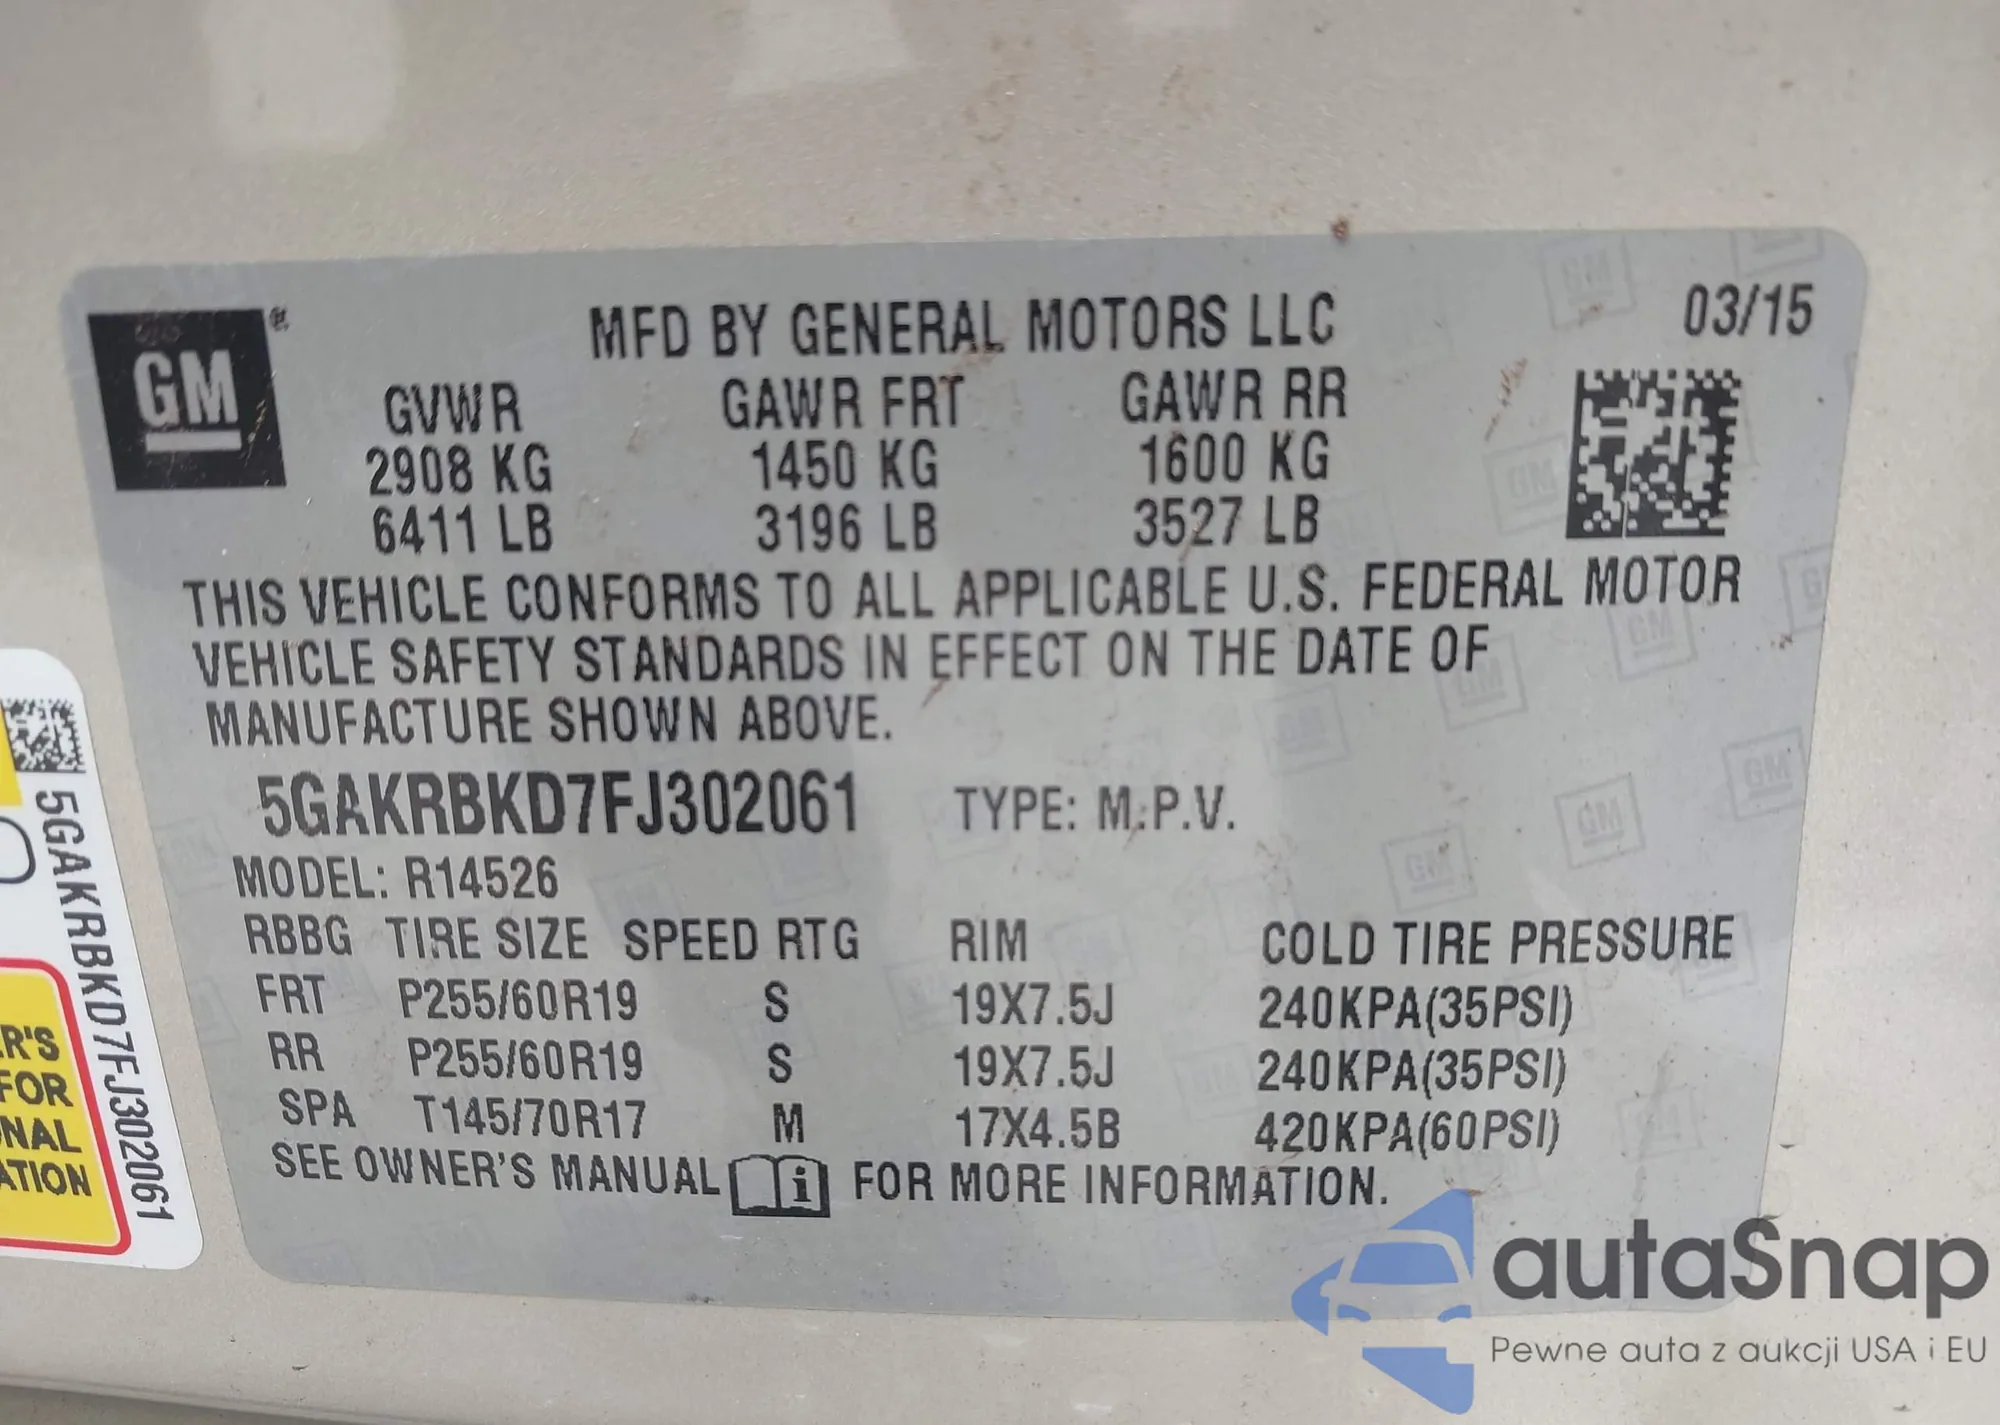 MFD BY GENERAL MOTORS LLC 03/15
GM
GVWR GAWR FRT GAWR RR
2908 KG 1450 KG 1600 KG
6411 LB 3196 LB 3527 LB
THIS VEHICLE CONFORMS TO ALL APPLICABLE U.S. FEDERAL MOTOR
VEHICLE SAFETY STANDARDS IN EFFECT ON THE DATE OF
MANUFACTURE SHOWN ABOVE.
5GAKRBKD7FJ302061 TYPE: M.P.V.
MODEL: R14526
RBBG TIRE SIZE SPEED RTG RIM COLD TIRE PRESSURE
FRT P255/60R19 S 19X7.5J 240KPA(35PSI)
RR P255/60R19 S 19X7.5J 240KPA(35PSI)
SPA T145/70R17 M 17X4.5B 420KPA(60PSI)
SEE OWNER'S MANUAL FOR MORE INFORMATION.
5GAKRBKD7FJ302061
R'S
FOR
NAL
ATION
autaSnap
Pewne auta z aukcji USA i EU